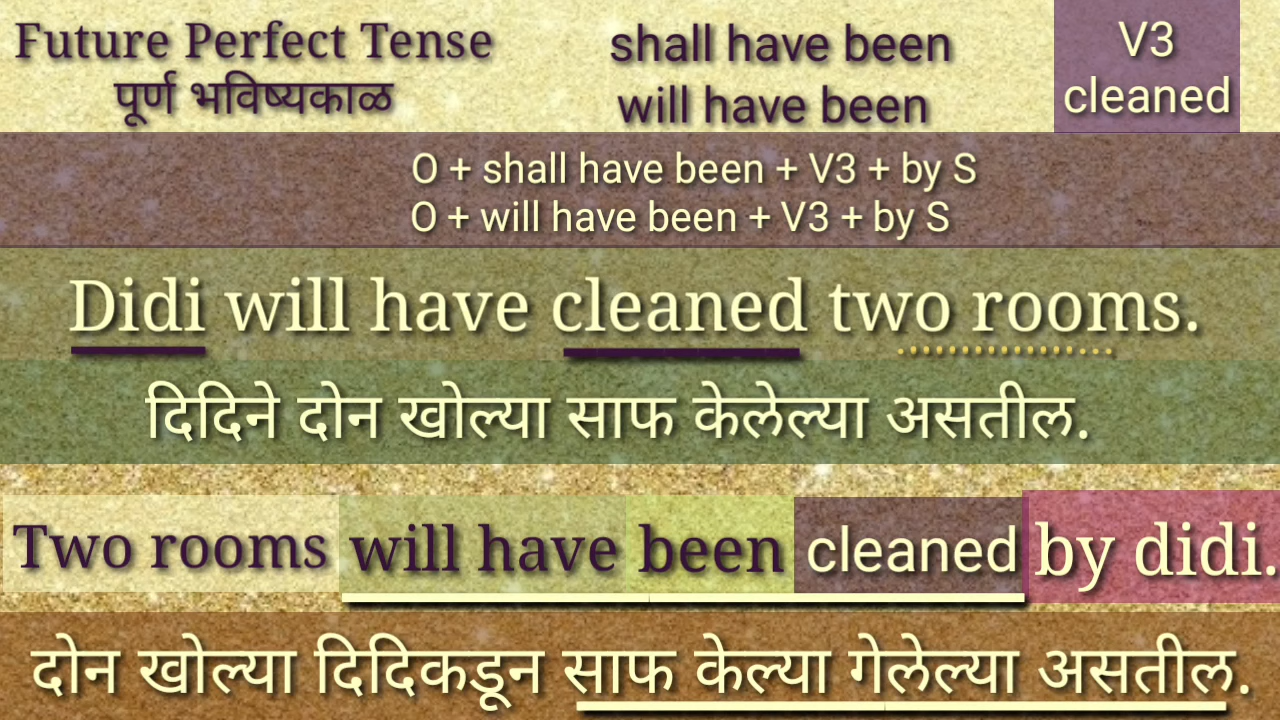 Future Perfect Tense
पूर्ण भविष्यकाळ
shall have been
will have been
V3
cleaned
O + shall have been + V3 + by S
O + will have been + V3 + by S
Didi will have cleaned two rooms.
दिदिने दोन खोल्या साफ केलेल्या असतील.
Two rooms will have been cleaned by didi.
दोन खोल्या दिदिकडून साफ केल्या गेलेल्या असतील.